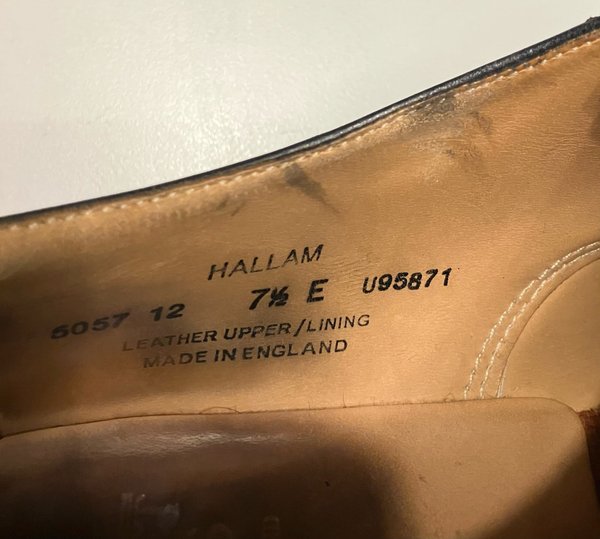 HALLAM
5057 12 7½ E U95871
LEATHER UPPER/LINING
MADE IN ENGLAND